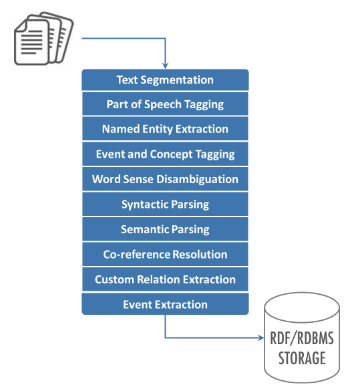 Text Segmentation
Part of Speech Tagging
Named Entity Extraction
Event and Concept Tagging
Word Sense Disambiguation
Syntactic Parsing
Semantic Parsing
Co-reference Resolution
Custom Relation Extraction
Event Extraction
RDF/RDBMS
STORAGE